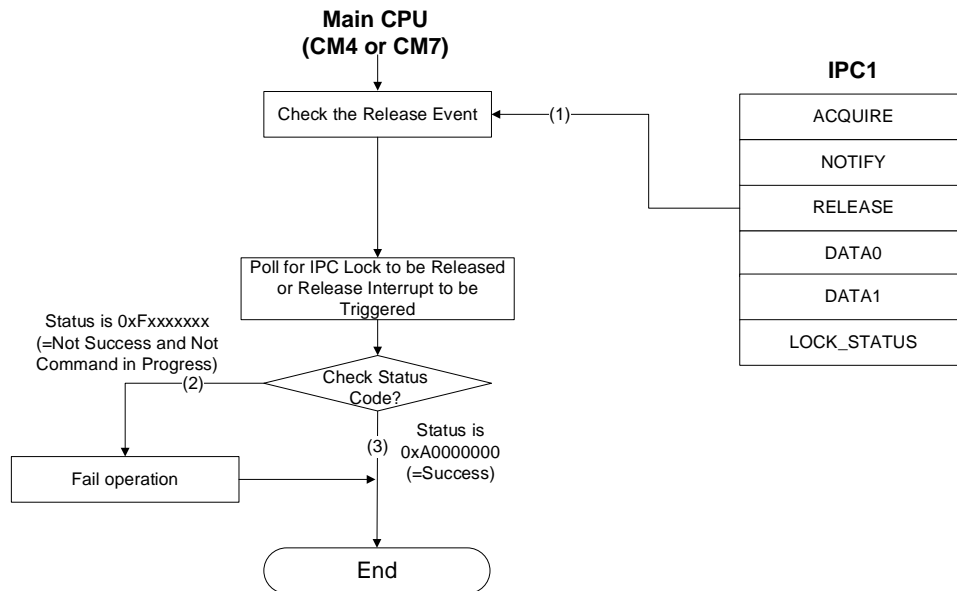 Main CPU
(CM4 or CM7)
IPC1
Check the Release Event
(1)
ACQUIRE
NOTIFY
RELEASE
DATA0
DATA1
LOCK_STATUS
Poll for IPC Lock to be Released
or Release Interrupt to be
Triggered
Status is 0xFxxxxxxx
(=Not Success and Not
Command in Progress)
(2)
Check Status
Code?
(3)
Status is
0xA0000000
(=Success)
Fail operation
End